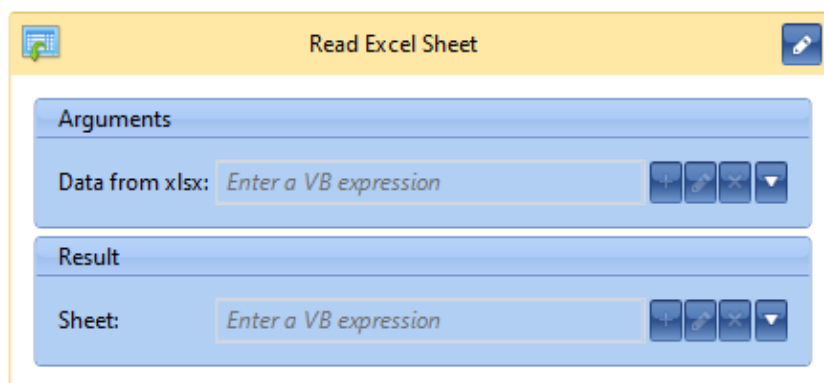 Read Excel Sheet
Arguments
Data from xlsx: Enter a VB expression
Result
Sheet: Enter a VB expression